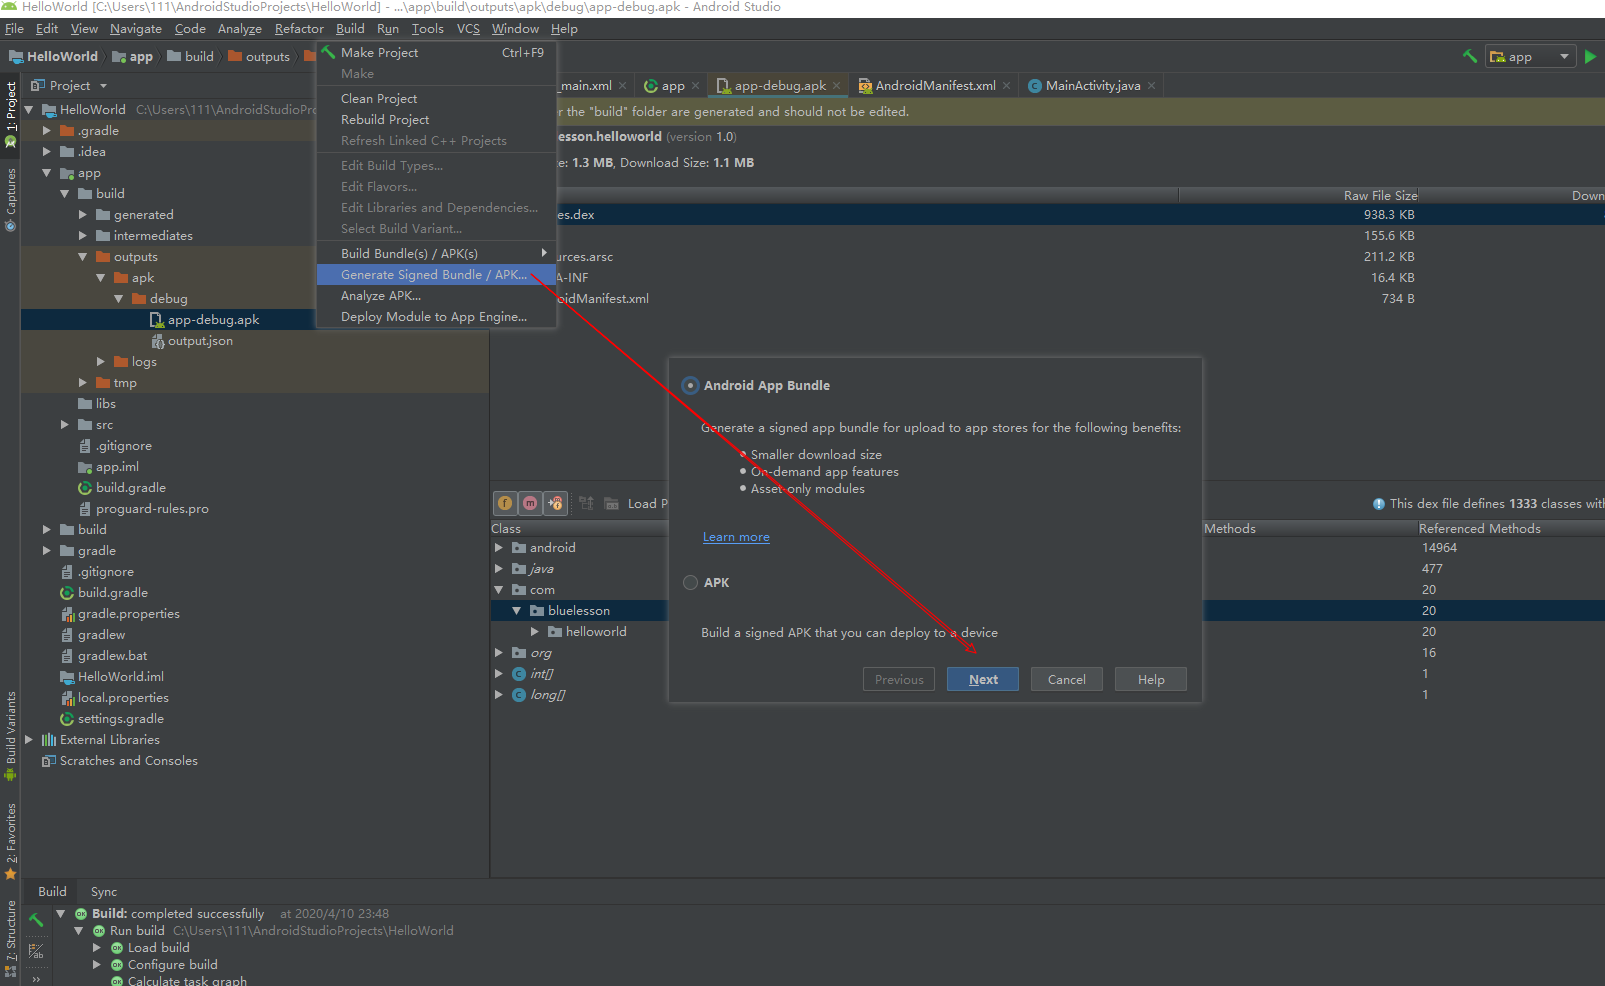 HelloWorld [C:\Users\111\AndroidStudioProjects\HelloWorld] - ...\app\build\outputs\apk\debug\app-debug.apk - Android Studio
File Edit View Navigate Code Analyze Refactor Build Run Tools VCS Window Help
HelloWorld app build outputs
app
Make Project Ctrl+F9
Make
Clean Project
Rebuild Project
Refresh Linked C++ Projects
Edit Build Types...
Edit Flavors...
Edit Libraries and Dependencies...
Select Build Variant...
Build Bundle(s) / APK(s)
Generate Signed Bundle / APK...
Analyze APK...
Deploy Module to App Engine...
1: Project
Captures
Build Variants
2: Favorites
7: Structure
Project
HelloWorld C:\Users\111\AndroidStudioPro
.gradle
.idea
app
build
generated
intermediates
outputs
apk
debug
app-debug.apk
output.json
logs
tmp
libs
src
.gitignore
app.iml
build.gradle
proguard-rules.pro
build
gradle
.gitignore
build.gradle
gradle.properties
gradlew
gradlew.bat
HelloWorld.iml
local.properties
settings.gradle
External Libraries
Scratches and Consoles
_main.xml app app-debug.apk AndroidManifest.xml MainActivity.java
er the "build" folder are generated and should not be edited.
esson.helloworld (version 1.0)
e: 1.3 MB, Download Size: 1.1 MB
Raw File Size Down
es.dex 938.3 KB
155.6 KB
urces.arsc 211.2 KB
A-INF 16.4 KB
oidManifest.xml 734 B
Android App Bundle
Generate a signed app bundle for upload to app stores for the following benefits:
Smaller download size
On-demand app features
Asset-only modules
Learn more
APK
Build a signed APK that you can deploy to a device
Previous Next Cancel Help
Load P
This dex file defines 1333 classes with
Class Methods Referenced Methods
android 14964
java 477
com 20
bluelesson 20
helloworld 20
org 16
int[] 1
long[] 1
Build Sync
Build: completed successfully at 2020/4/10 23:48
Run build C:\Users\111\AndroidStudioProjects\HelloWorld
Load build
Configure build
Calculate task graph